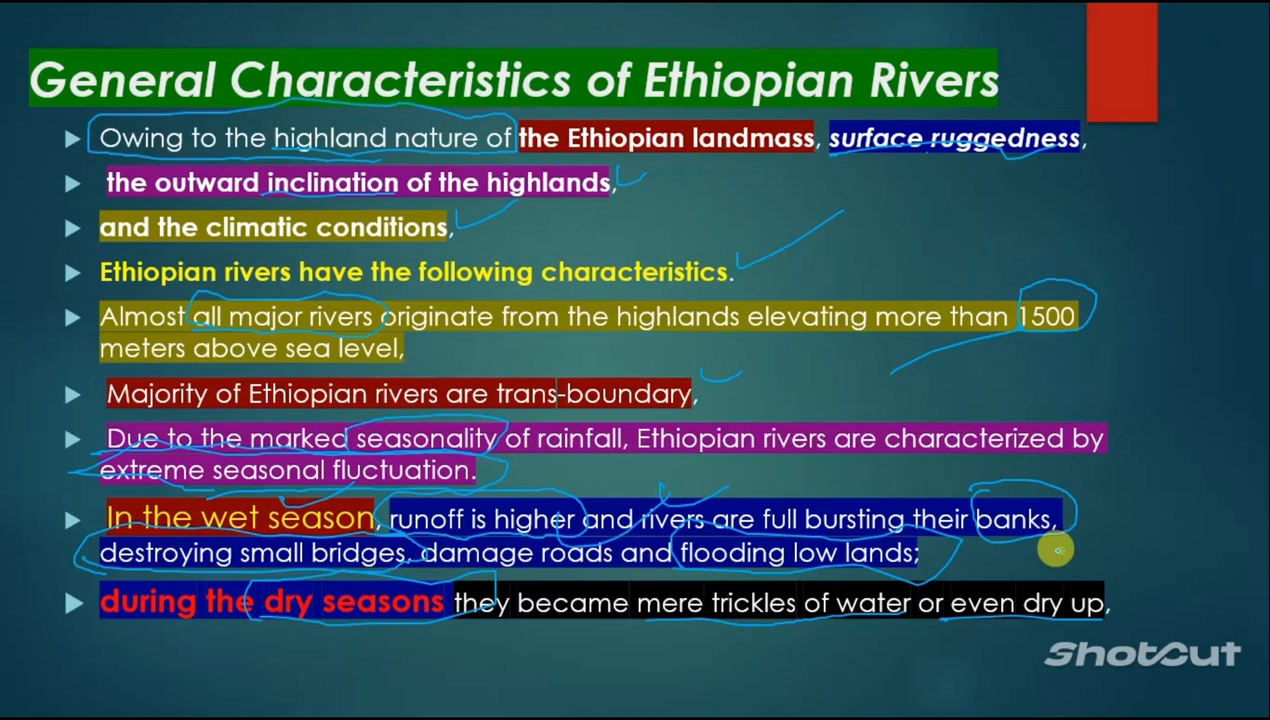 General Characteristics of Ethiopian Rivers
Owing to the highland nature of the Ethiopian landmass, surface ruggedness,
the outward inclination of the highlands,
and the climatic conditions,
Ethiopian rivers have the following characteristics.
Almost all major rivers originate from the highlands elevating more than 1500
meters above sea level,
Majority of Ethiopian rivers are trans-boundary,
Due to the marked seasonality of rainfall, Ethiopian rivers are characterized by
extreme seasonal fluctuation.
In the wet season, runoff is higher and rivers are full bursting their banks,
destroying small bridges, damage roads and flooding low lands;
during the dry seasons they became mere trickles of water or even dry up,
SHOTCUT